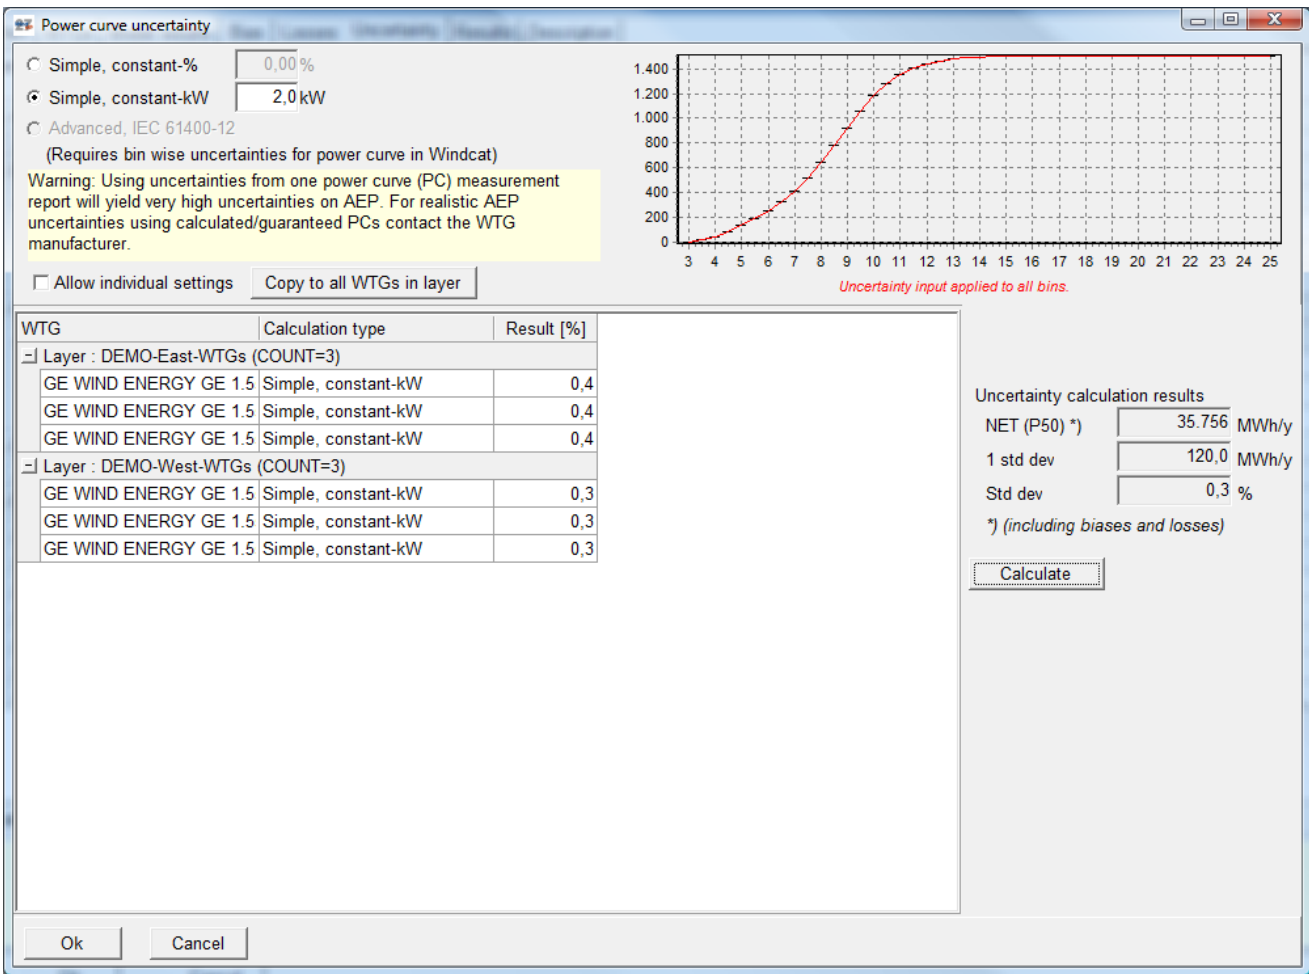 Power curve uncertainty
Simple, constant-% 0,00 %
Simple, constant-kW 2,0 kW
Advanced, IEC 61400-12
(Requires bin wise uncertainties for power curve in Windcat)
Warning: Using uncertainties from one power curve (PC) measurement
report will yield very high uncertainties on AEP. For realistic AEP
uncertainties using calculated/guaranteed PCs contact the WTG
manufacturer.
Allow individual settings Copy to all WTGs in layer
1.400
1.200
1.000
800
600
400
200
0
3 4 5 6 7 8 9 10 11 12 13 14 15 16 17 18 19 20 21 22 23 24 25
Uncertainty input applied to all bins.
WTG Calculation type Result [%]
Layer : DEMO-East-WTGs (COUNT=3)
GE WIND ENERGY GE 1.5 Simple, constant-kW 0,4
GE WIND ENERGY GE 1.5 Simple, constant-kW 0,4
GE WIND ENERGY GE 1.5 Simple, constant-kW 0,4
Layer : DEMO-West-WTGs (COUNT=3)
GE WIND ENERGY GE 1.5 Simple, constant-kW 0,3
GE WIND ENERGY GE 1.5 Simple, constant-kW 0,3
GE WIND ENERGY GE 1.5 Simple, constant-kW 0,3
Uncertainty calculation results
NET (P50) *) 35.756 MWh/y
1 std dev 120,0 MWh/y
Std dev 0,3 %
*) (including biases and losses)
Calculate
Ok Cancel